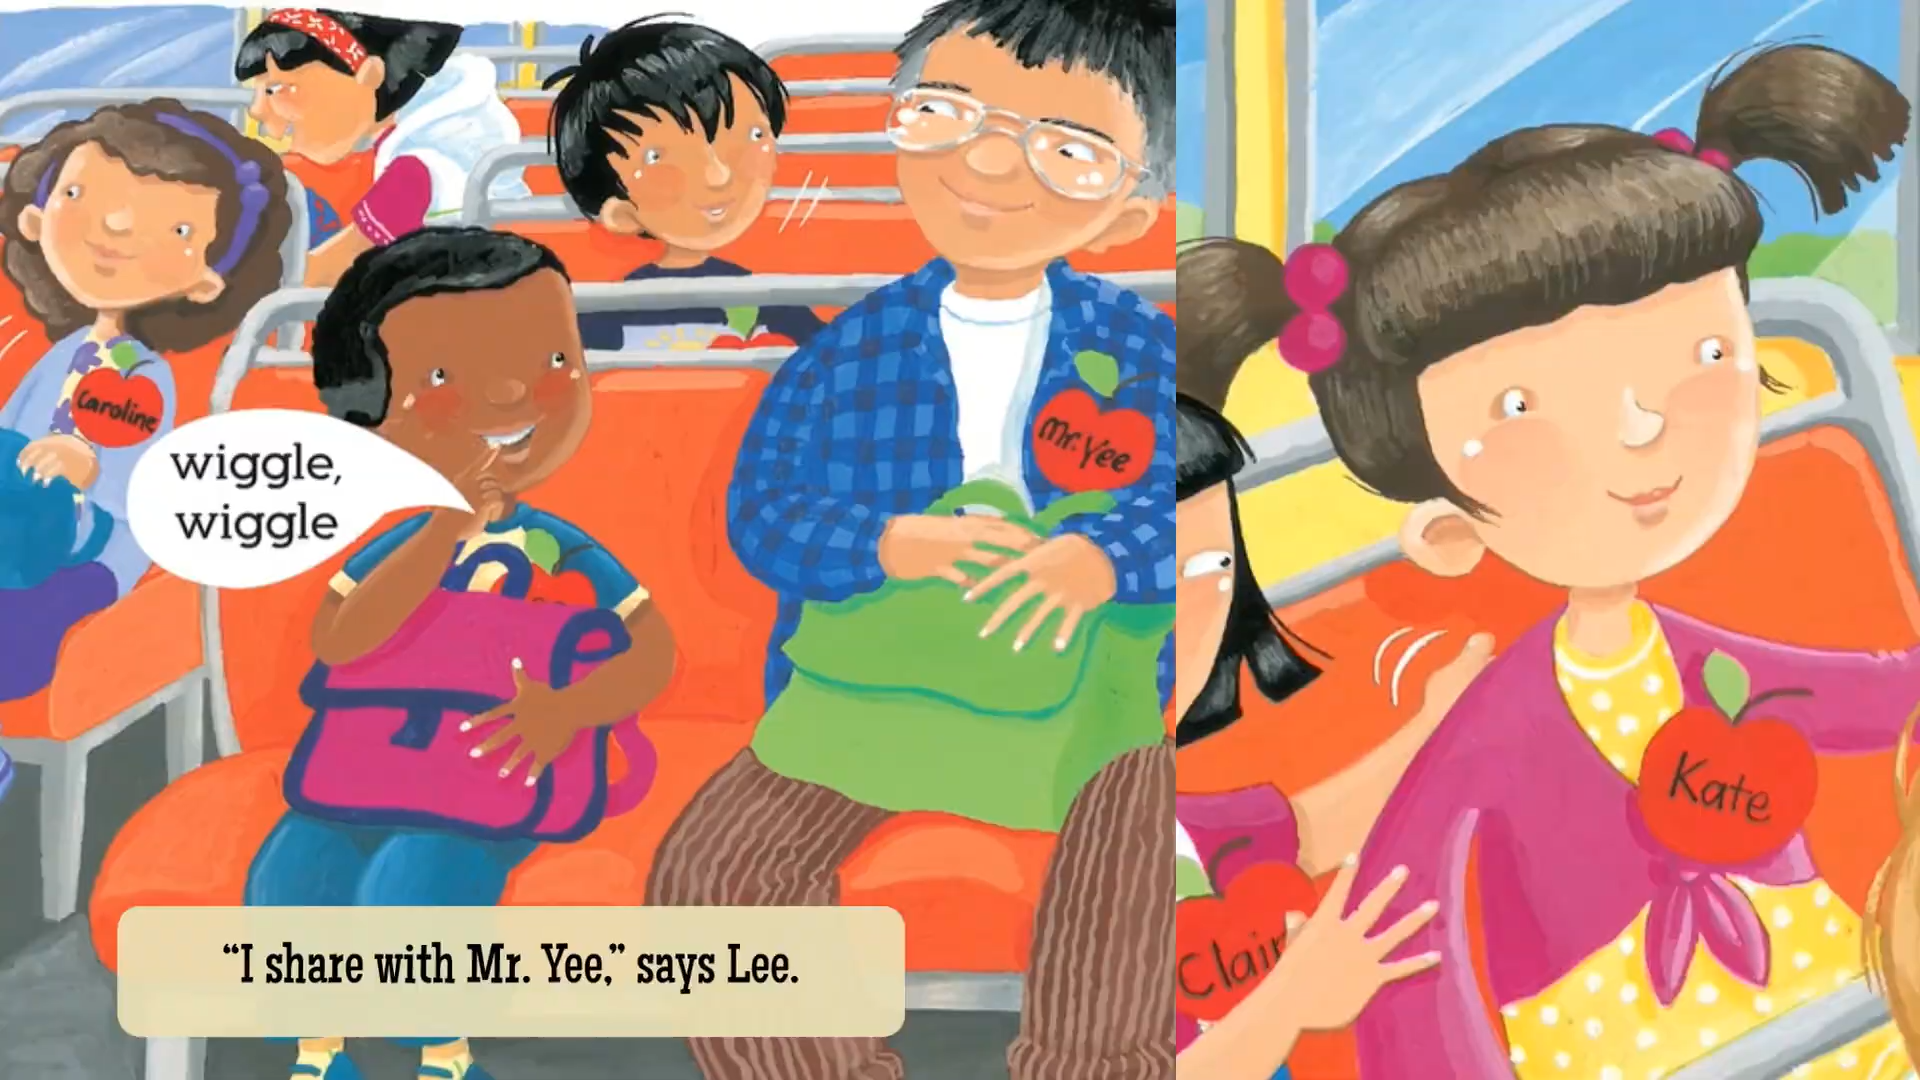 Caroline
wiggle,
wiggle
Mr. Yee
Kate
“I share with Mr. Yee,” says Lee.